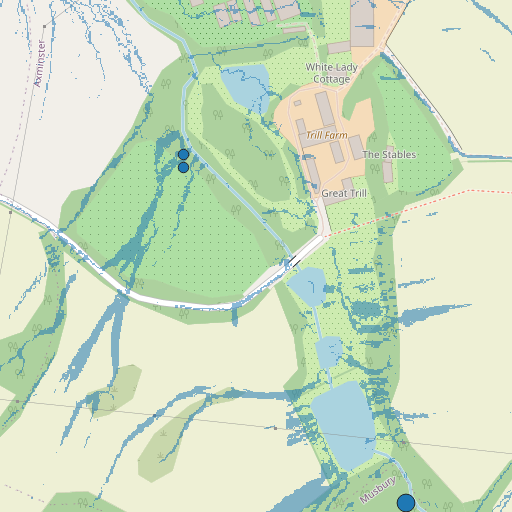 Axminster
White Lady
Cottage
Trill Farm
The Stables
Great Trill
Musbury